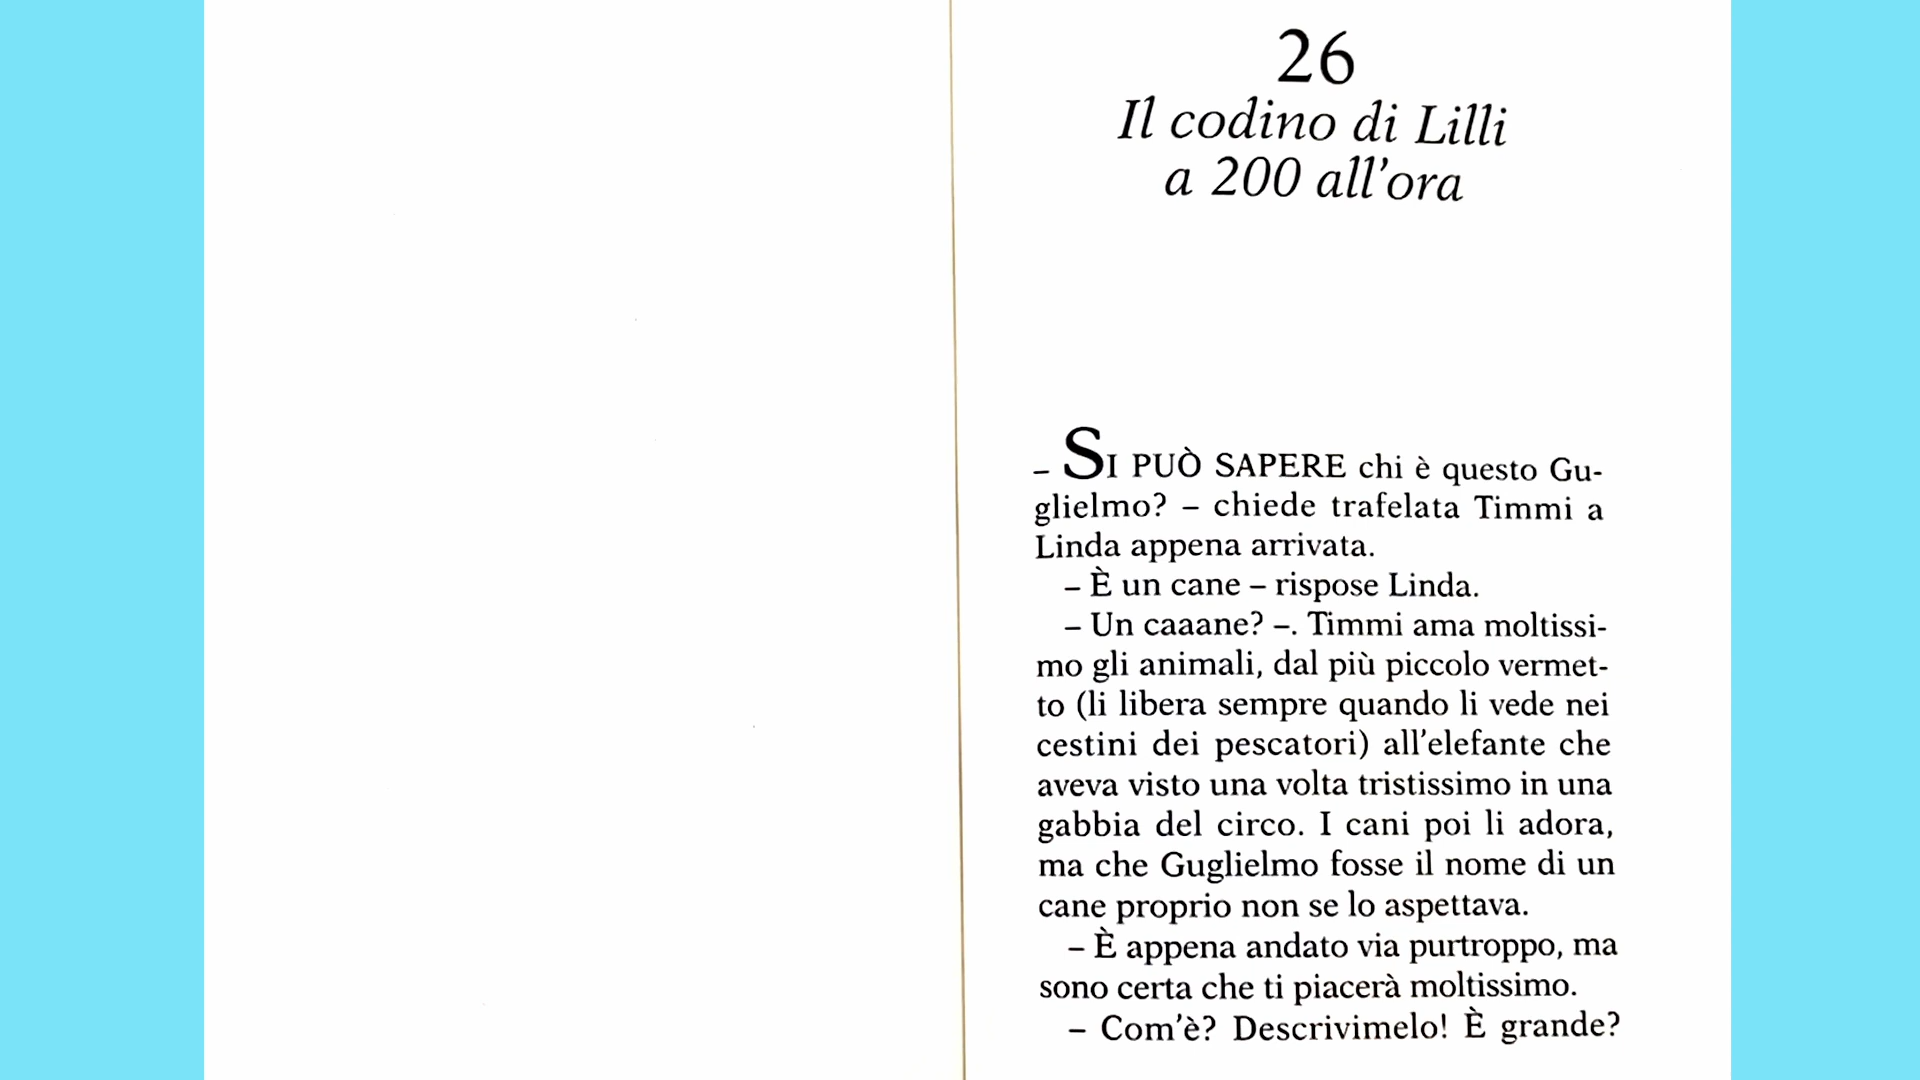 26
Il codino di Lilli
a 200 all'ora
– SI PUÒ SAPERE chi è questo Gu-
glielmo? – chiede trafelata Timmi a
Linda appena arrivata.
– È un cane – rispose Linda.
– Un caaane? –. Timmi ama moltissi-
mo gli animali, dal più piccolo vermet-
to (li libera sempre quando li vede nei
cestini dei pescatori) all'elefante che
aveva visto una volta tristissimo in una
gabbia del circo. I cani poi li adora,
ma che Guglielmo fosse il nome di un
cane proprio non se lo aspettava.
– È appena andato via purtroppo, ma
sono certa che ti piacerà moltissimo.
– Com'è? Descrivimelo! È grande?